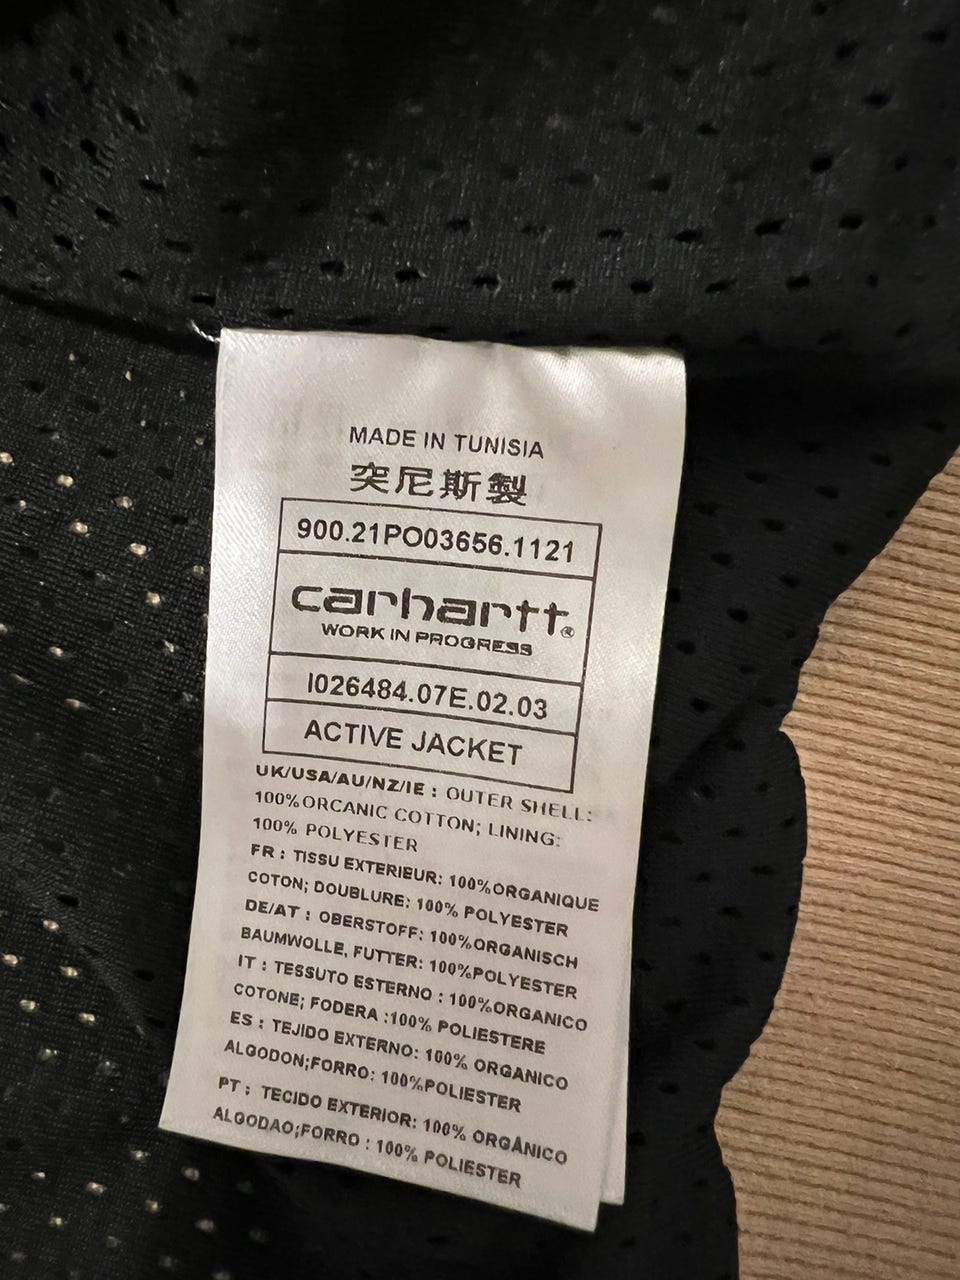 MADE IN TUNISIA
突尼斯製
900.21PO03656.1121
carhartt®
WORK IN PROGRESS
I026484.07E.02.03
ACTIVE JACKET
UK/USA/AU/NZ/IE : OUTER SHELL:
100%ORCANIC COTTON; LINING:
100% POLYESTER
FR : TISSU EXTERIEUR: 100%ORGANIQUE
COTON; DOUBLURE: 100% POLYESTER
DE/AT : OBERSTOFF: 100%ORGANISCH
BAUMWOLLE, FUTTER: 100%POLYESTER
IT : TESSUTO ESTERNO : 100%ORGANICO
COTONE; FODERA :100% POLIESTERE
ES : TEJIDO EXTERNO: 100% ORGANICO
ALGODON;FORRO: 100%POLIESTER
PT : TECIDO EXTERIOR: 100% ORGÂNICO
ALGODAO;FORRO : 100% POLIESTER